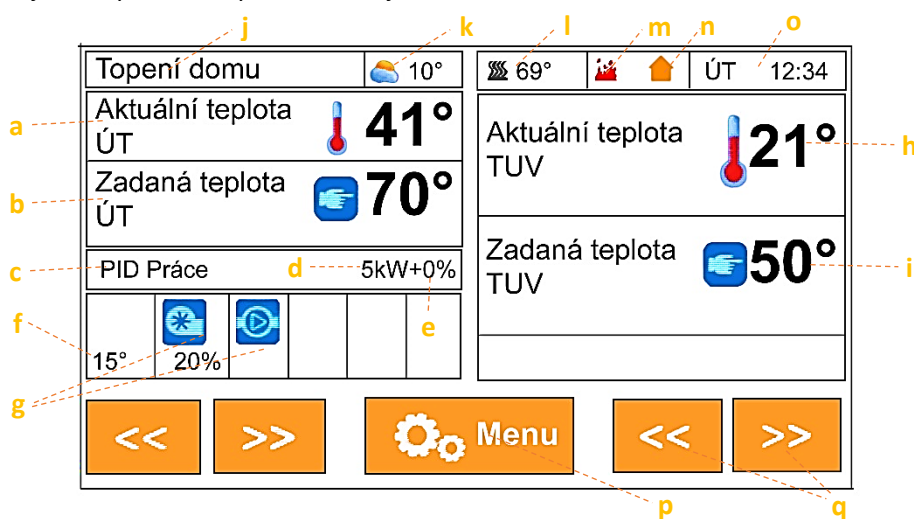 j k l m n o
Topení domu 10° 69° ÚT 12:34
a Aktuální teplota
ÚT
41°
b Zadaná teplota
ÚT
70°
c PID Práce d 5kW+0%
e
f 15° 20%
g
Aktuální teplota
TUV
21° h
Zadaná teplota
TUV
50° i
<< >> Menu << >>
p q